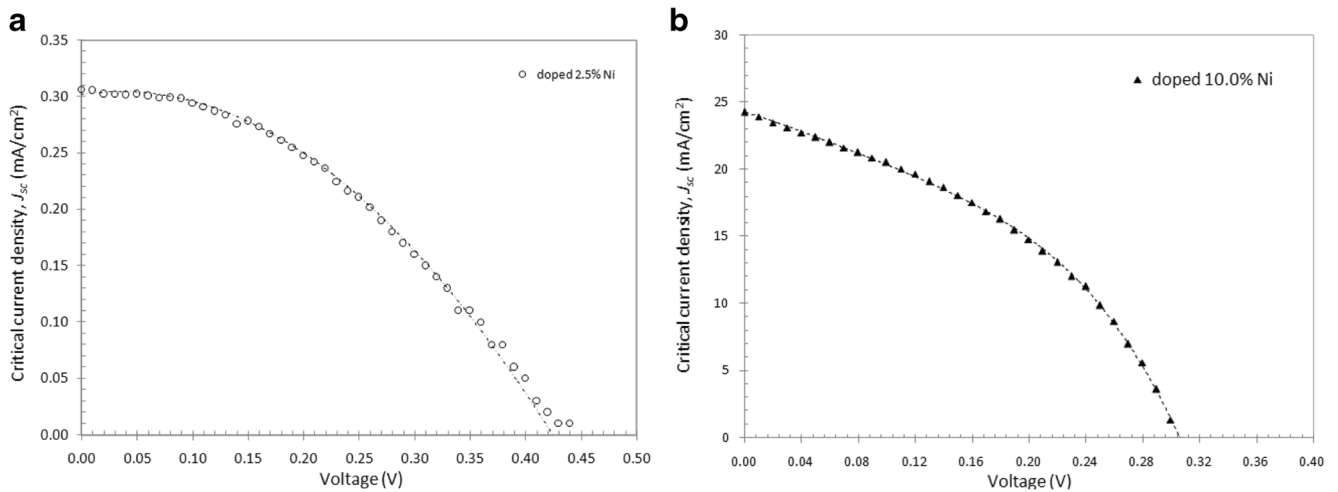 a
0.35
0.30
0.25
0.20
0.15
0.10
0.05
0.00
Critical current density, Jsc (mA/cm²)
doped 2.5% Ni
0.00 0.05 0.10 0.15 0.20 0.25 0.30 0.35 0.40 0.45 0.50
Voltage (V)
b
30
25
20
15
10
5
0
Critical current density, Jsc (mA/cm²)
doped 10.0% Ni
0.00 0.04 0.08 0.12 0.16 0.20 0.24 0.28 0.32 0.36 0.40
Voltage (V)